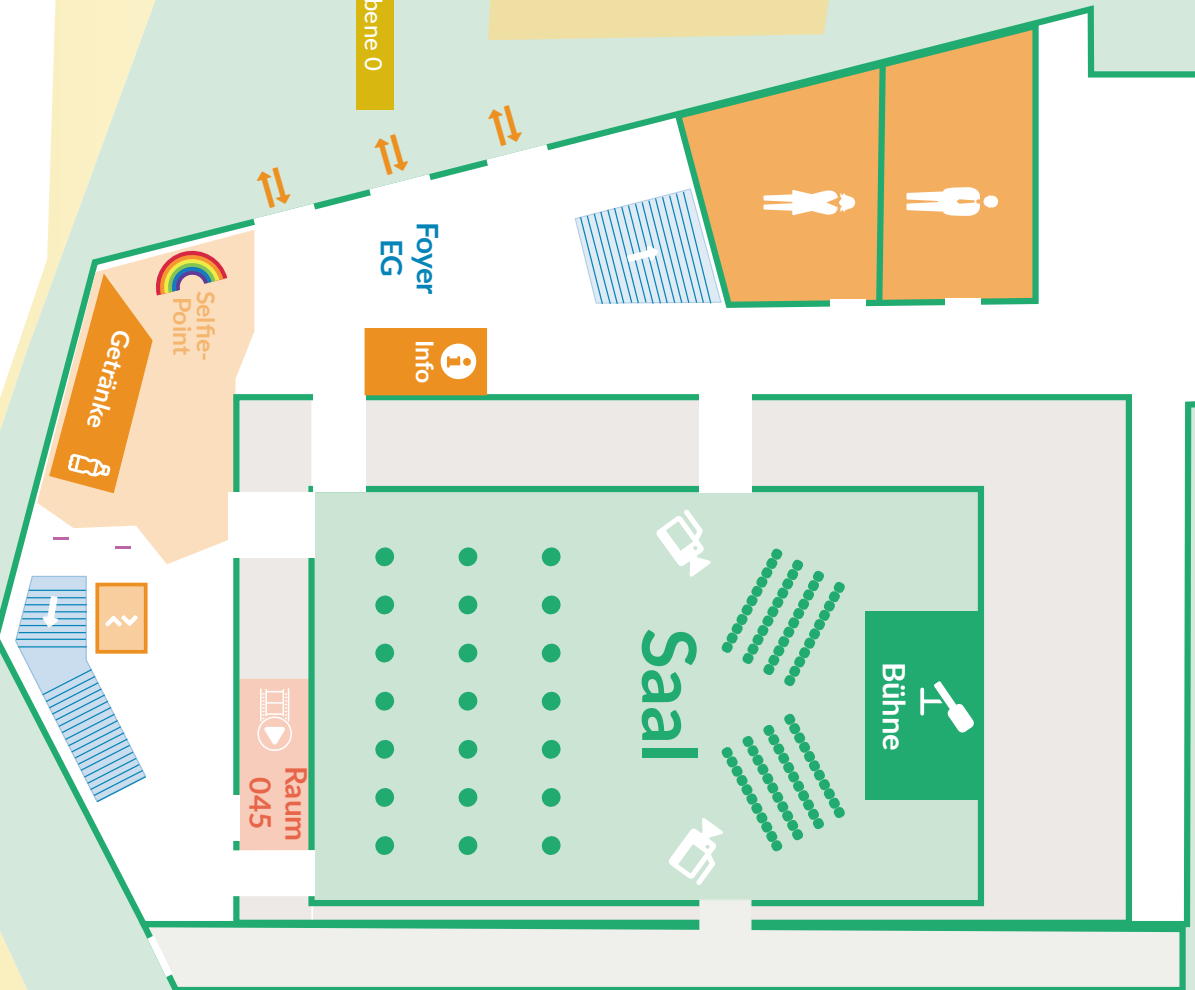 bene 0
Foyer
EG
Selfie-
Point
Getränke
Info
Saal
Bühne
Raum
045